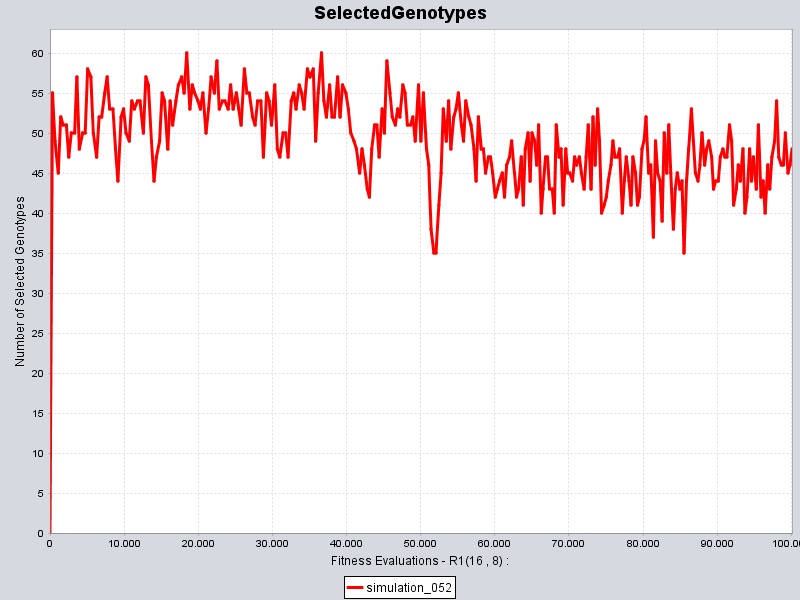 SelectedGenotypes
60
55
50
45
40
35
30
25
20
15
10
5
0
Number of Selected Genotypes
0 10.000 20.000 30.000 40.000 50.000 60.000 70.000 80.000 90.000 100.00
Fitness Evaluations - R1(16 , 8) :
simulation_052